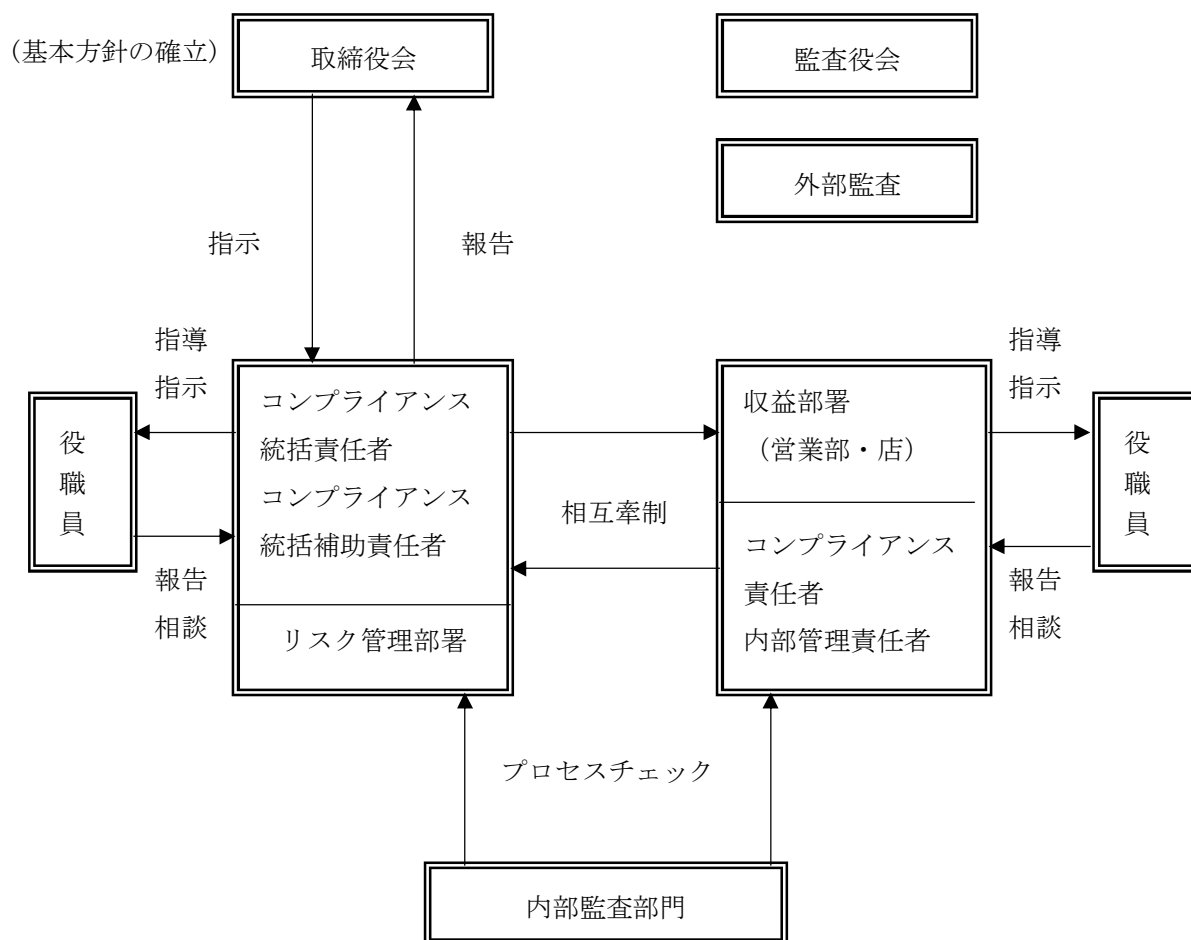 (基本方針の確立)
取締役会
監査役会
外部監査
指示
報告
指導
指示
役職員
報告
相談
コンプライアンス
統括責任者
コンプライアンス
統括補助責任者
リスク管理部署
相互牽制
収益部署
（営業部・店）
コンプライアンス
責任者
内部管理責任者
指導
指示
役職員
報告
相談
プロセスチェック
内部監査部門